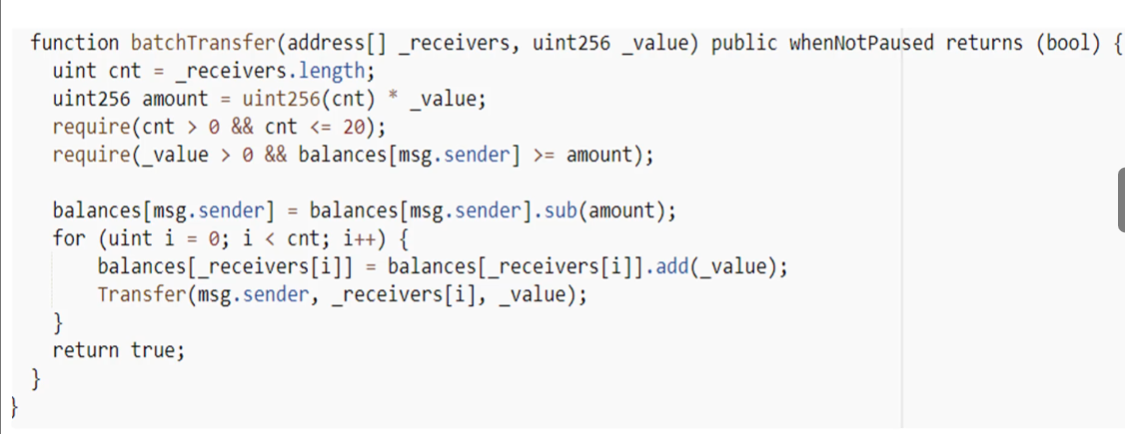 function batchTransfer(address[] _receivers, uint256 _value) public whenNotPaused returns (bool) {
uint cnt = _receivers.length;
uint256 amount = uint256(cnt) * _value;
require(cnt > 0 && cnt <= 20);
require(_value > 0 && balances[msg.sender] >= amount);
balances[msg.sender] = balances[msg.sender].sub(amount);
for (uint i = 0; i < cnt; i++) {
balances[_receivers[i]] = balances[_receivers[i]].add(_value);
Transfer(msg.sender, _receivers[i], _value);
}
return true;
}
}